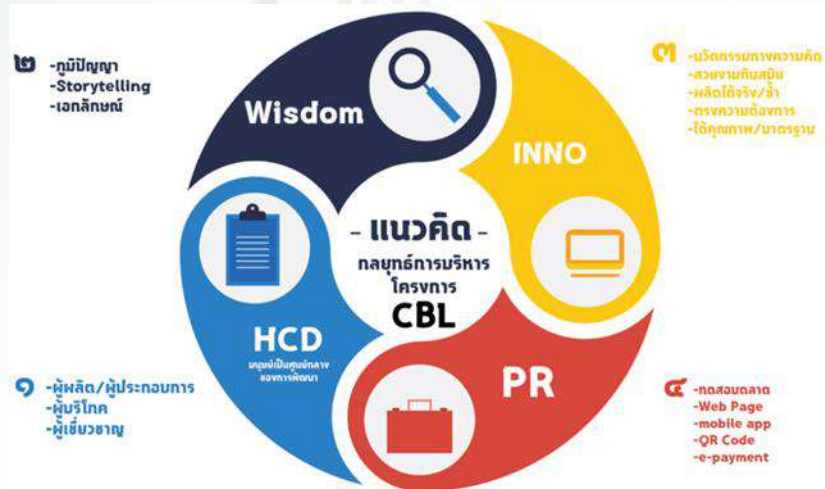 ๒ -ภูมิปัญญา
-Storytelling
-เอกลักษณ์
Wisdom
๓ -นวัตกรรมทางความคิด
-สวยงามทันสมัย
-ผลิตได้จริง/ซ้ำ
-ตรงความต้องการ
-ได้คุณภาพ/มาตรฐาน
INNO
- แนวคิด -
กลยุทธ์การบริหาร
โครงการ
CBL
HCD
มนุษย์เป็นศูนย์กลาง
ของการพัฒนา
๑ -ผู้ผลิต/ผู้ประกอบการ
-ผู้บริโภค
-ผู้เชี่ยวชาญ
PR
๔ -ทดสอบตลาด
-Web Page
-mobile app
-QR Code
-e-payment